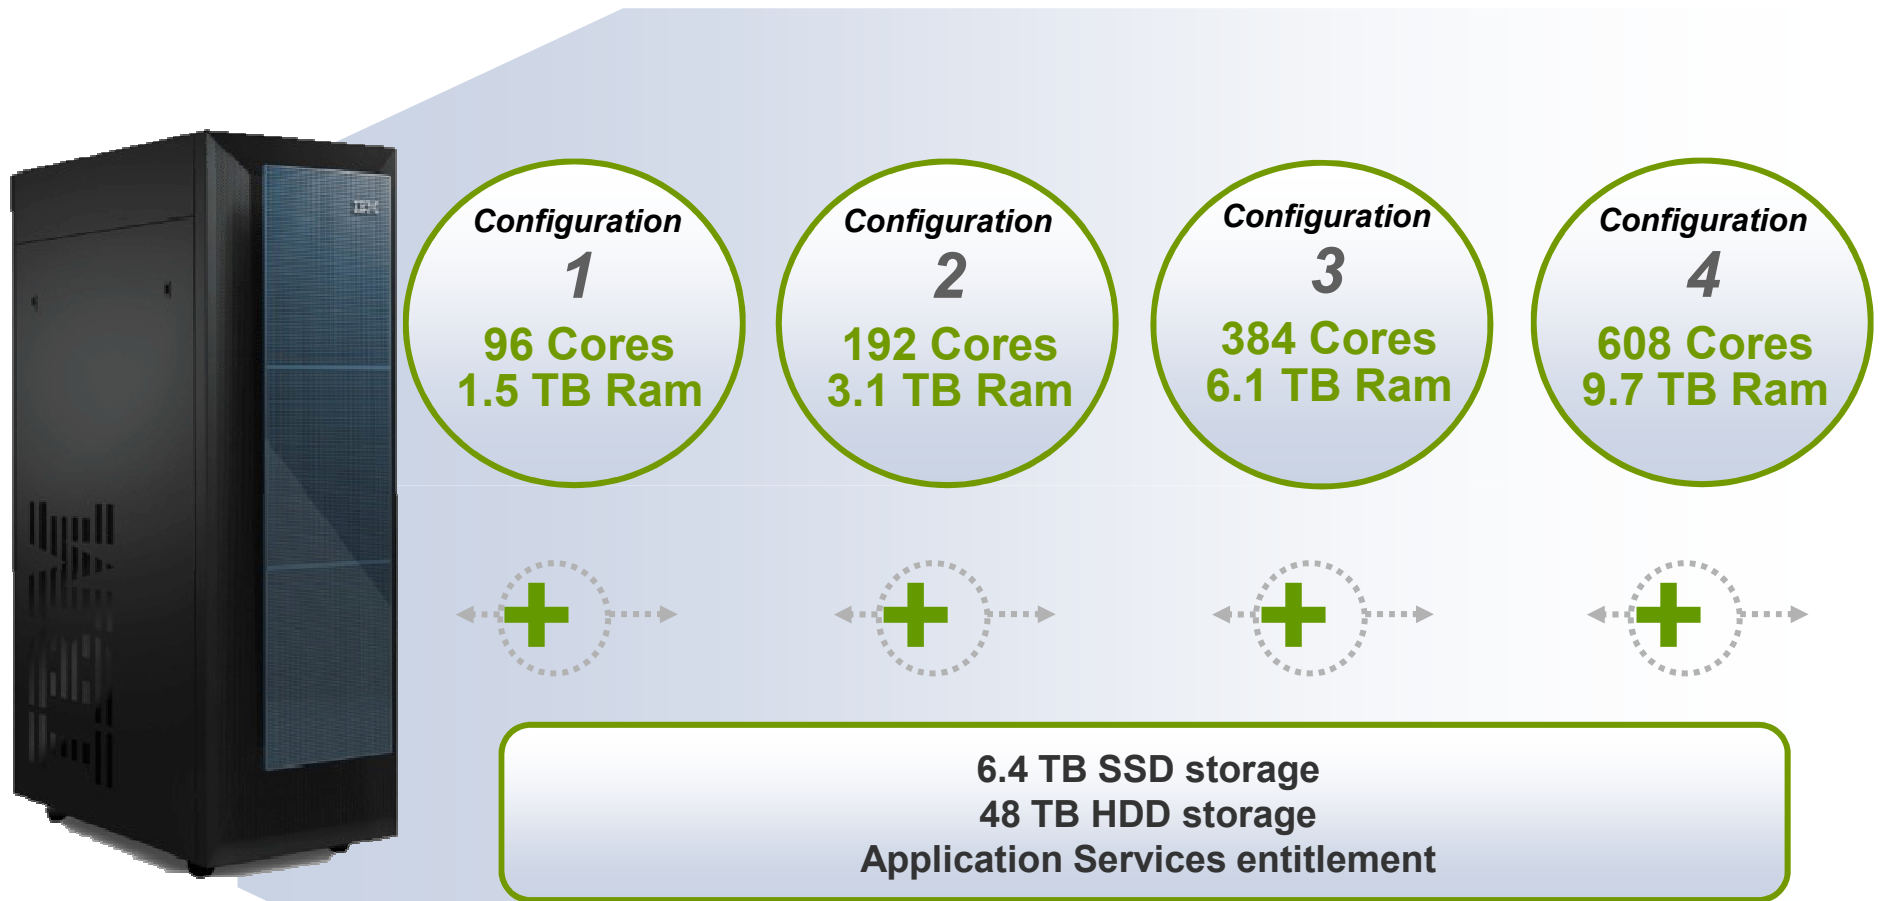 IBM
Configuration
1
96 Cores
1.5 TB Ram
Configuration
2
192 Cores
3.1 TB Ram
Configuration
3
384 Cores
6.1 TB Ram
Configuration
4
608 Cores
9.7 TB Ram
6.4 TB SSD storage
48 TB HDD storage
Application Services entitlement